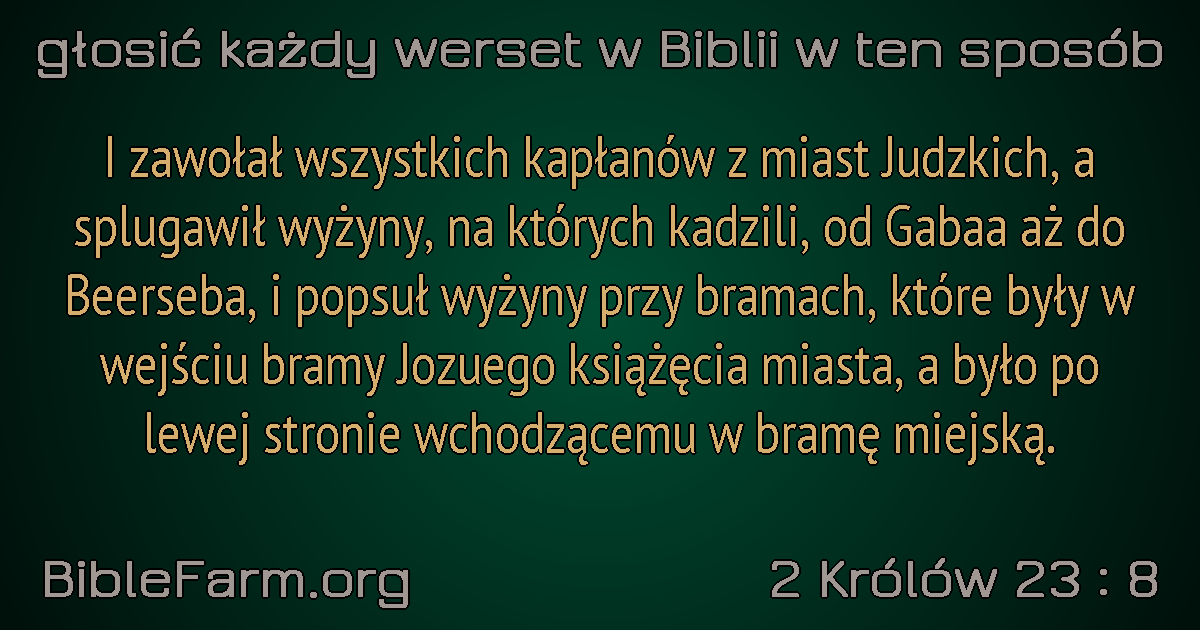 głosić każdy werset w Biblii w ten sposób
I zawołał wszystkich kapłanów z miast Judzkich, a
splugawił wyżyny, na których kadzili, od Gabaa aż do
Beerseba, i popsuł wyżyny przy bramach, które były w
wejściu bramy Jozuego książęcia miasta, a było po
lewej stronie wchodzącemu w bramę miejską.
BibleFarm.org
2 Królów 23 : 8